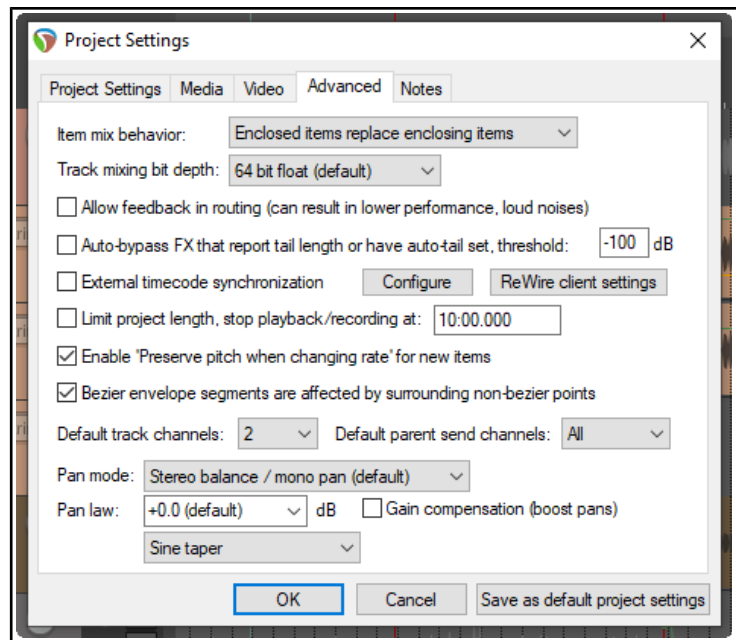 Project Settings
Project Settings Media Video Advanced Notes
Item mix behavior: Enclosed items replace enclosing items
Track mixing bit depth: 64 bit float (default)
Allow feedback in routing (can result in lower performance, loud noises)
Auto-bypass FX that report tail length or have auto-tail set, threshold: -100 dB
External timecode synchronization Configure ReWire client settings
Limit project length, stop playback/recording at: 10:00.000
Enable "Preserve pitch when changing rate" for new items
Bezier envelope segments are affected by surrounding non-bezier points
Default track channels: 2 Default parent send channels: All
Pan mode: Stereo balance / mono pan (default)
Pan law: +0.0 (default) dB Gain compensation (boost pans)
Sine taper
OK Cancel Save as default project settings